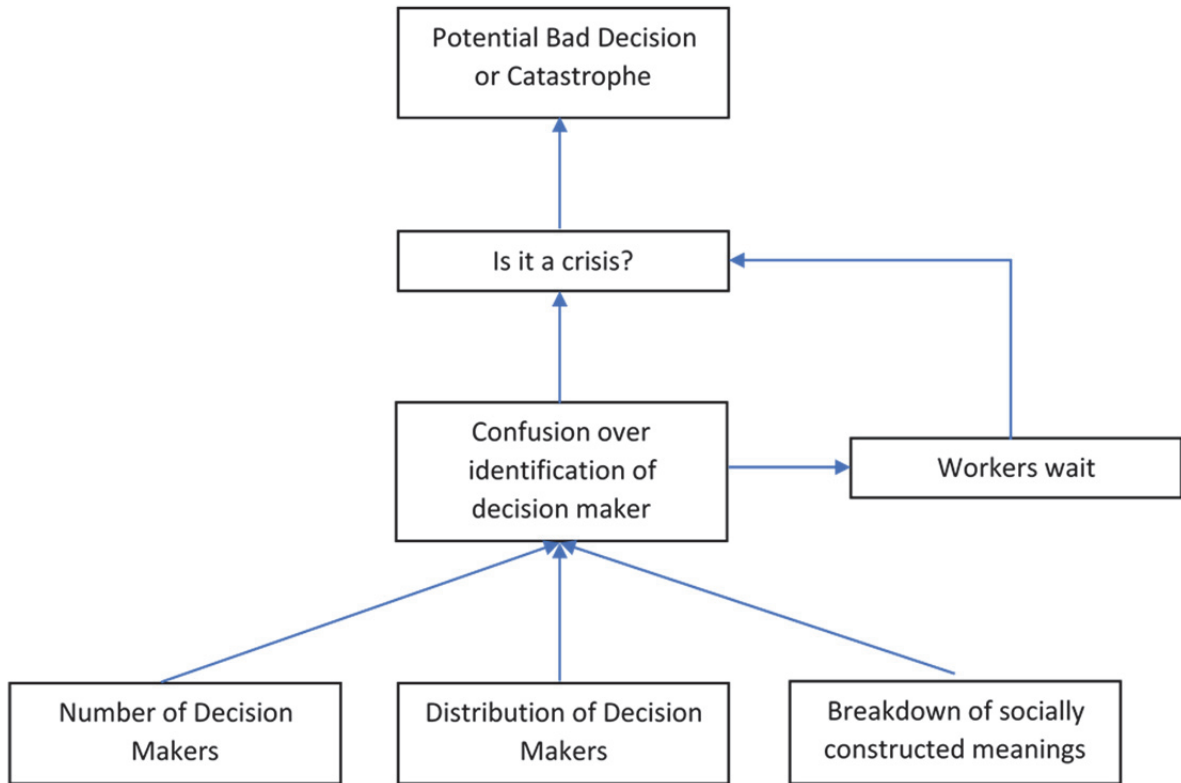 Potential Bad Decision
or Catastrophe
Is it a crisis?
Confusion over
identification of
decision maker
Workers wait
Number of Decision
Makers
Distribution of Decision
Makers
Breakdown of socially
constructed meanings